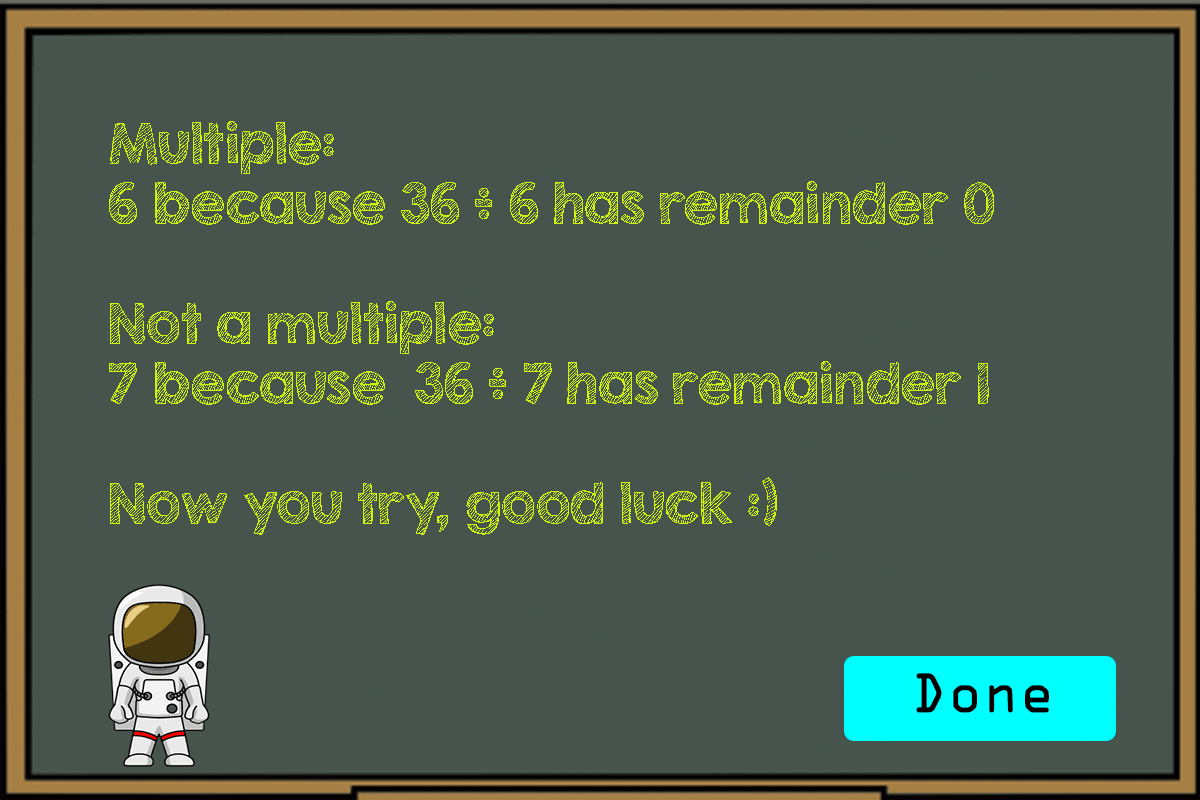 Multiple:
6 because 36 ÷ 6 has remainder 0
Not a multiple:
7 because 36 ÷ 7 has remainder 1
Now you try, good luck :)
Done